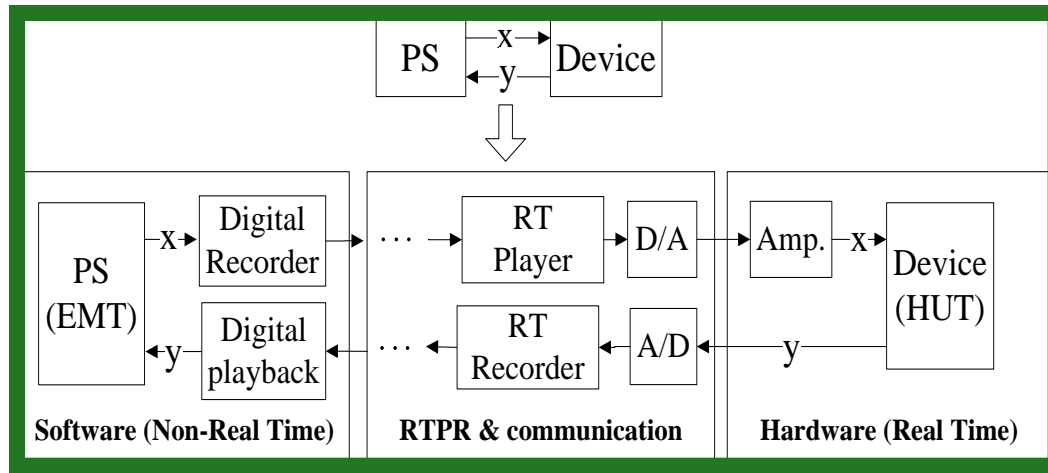 PS
x
y
Device
PS
(EMT)
x
Digital
Recorder
y
Digital
playback
Software (Non-Real Time)
...
RT
Player
D/A
...
RT
Recorder
A/D
RTPR & communication
Amp.
x
Device
(HUT)
y
Hardware (Real Time)